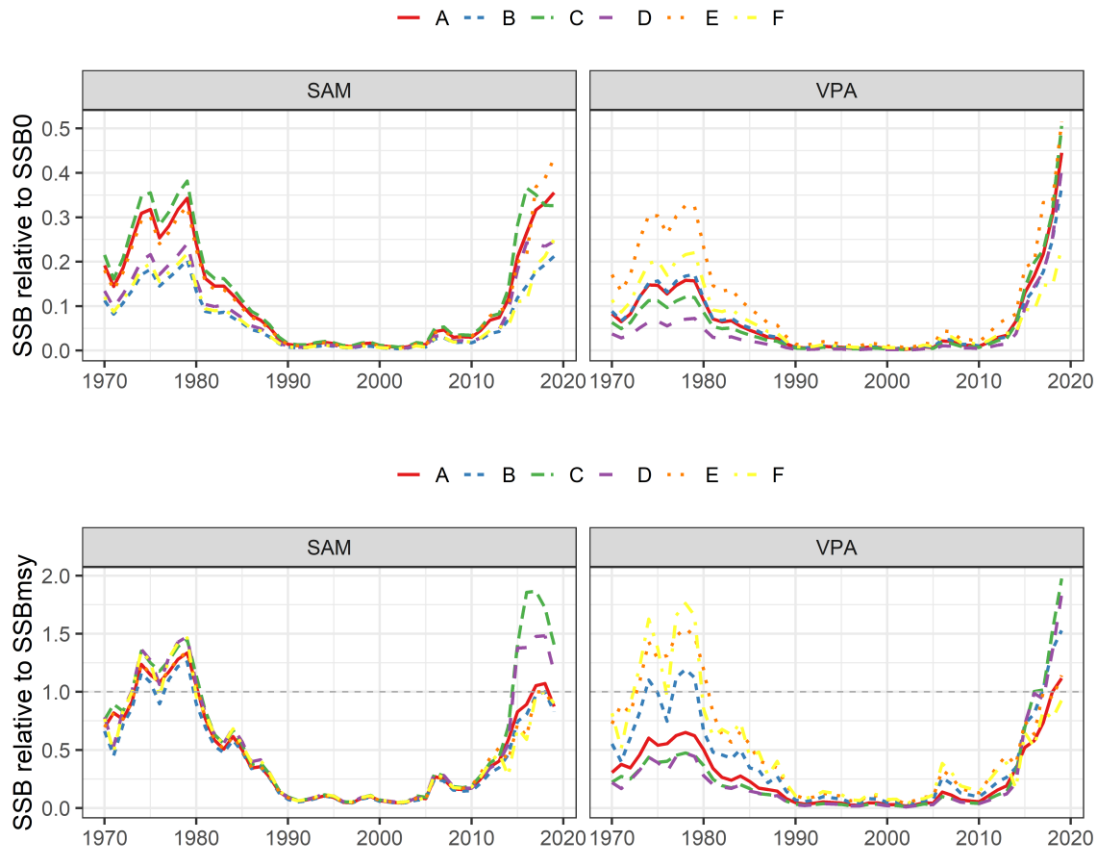 A B C D E F
SAM VPA
SSB relative to SSB0
0.5
0.4
0.3
0.2
0.1
0.0
1970 1980 1990 2000 2010 2020 1970 1980 1990 2000 2010 2020
A B C D E F
SAM VPA
SSB relative to SSBmsy
2.0
1.5
1.0
0.5
0.0
1970 1980 1990 2000 2010 2020 1970 1980 1990 2000 2010 2020